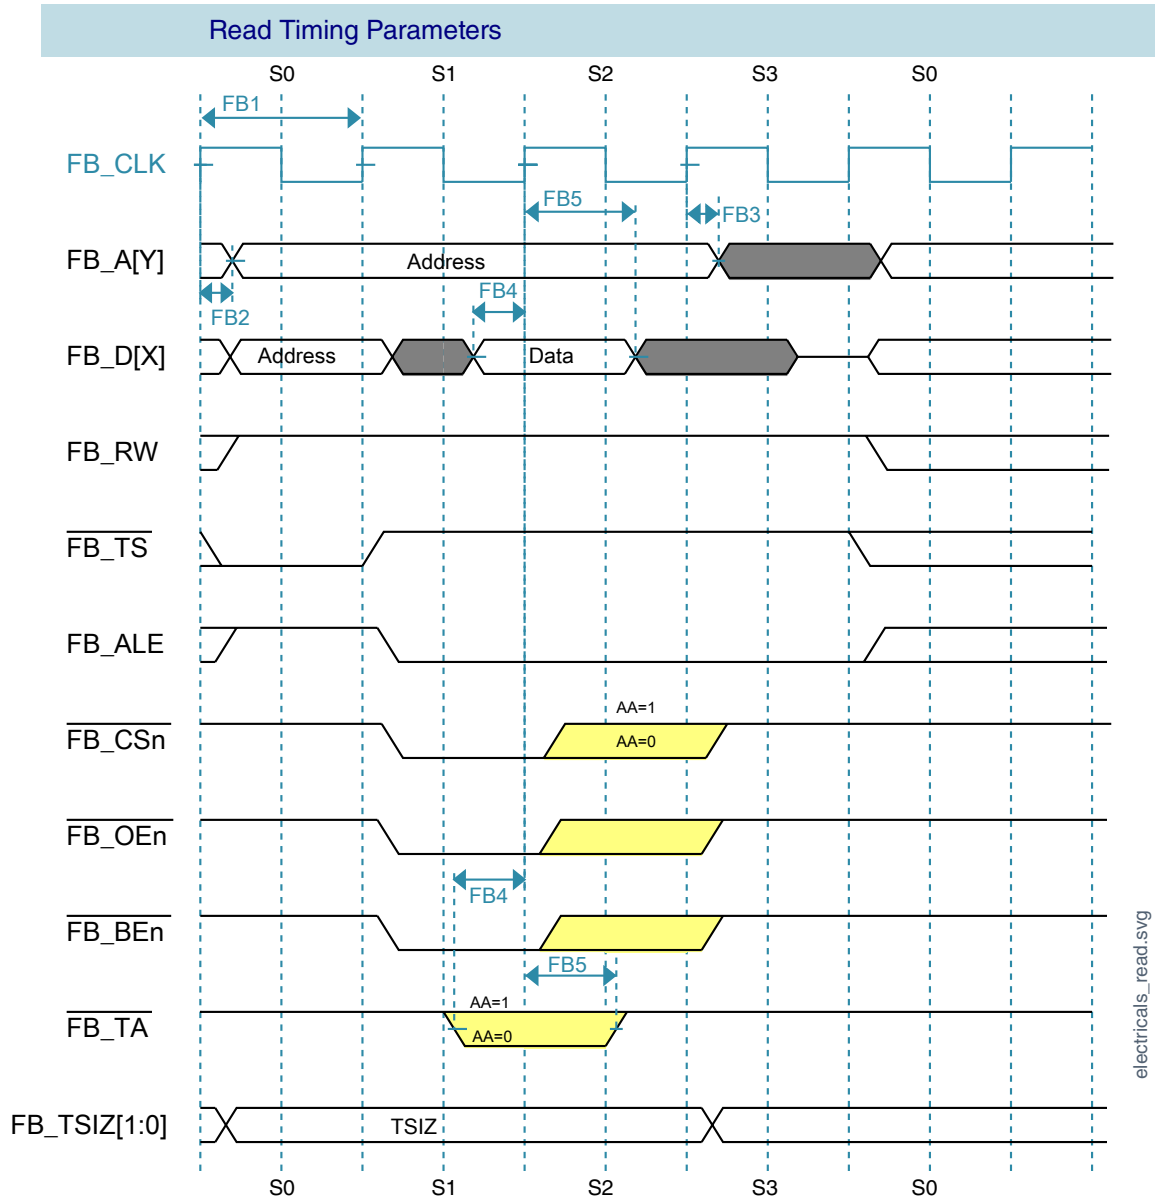 Read Timing Parameters
S0 S1 S2 S3 S0
FB1
FB_CLK
FB5
FB3
FB_A[Y]
Address
FB4
FB2
FB_D[X]
Address
Data
FB_RW
FB_TS
FB_ALE
AA=1
FB_CSn
AA=0
FB_OEn
FB4
FB_BEn
FB5
AA=1
FB_TA
AA=0
FB_TSIZ[1:0]
TSIZ
S0 S1 S2 S3 S0
electricals_read.svg